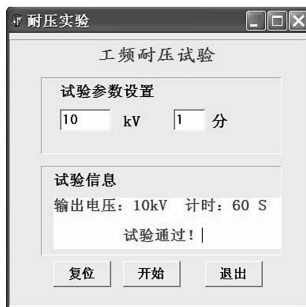 耐压实验
工频耐压试验
试验参数设置
10 kV 1 分
试验信息
输出电压：10kV 计时：60 S
试验通过！
复位 开始 退出